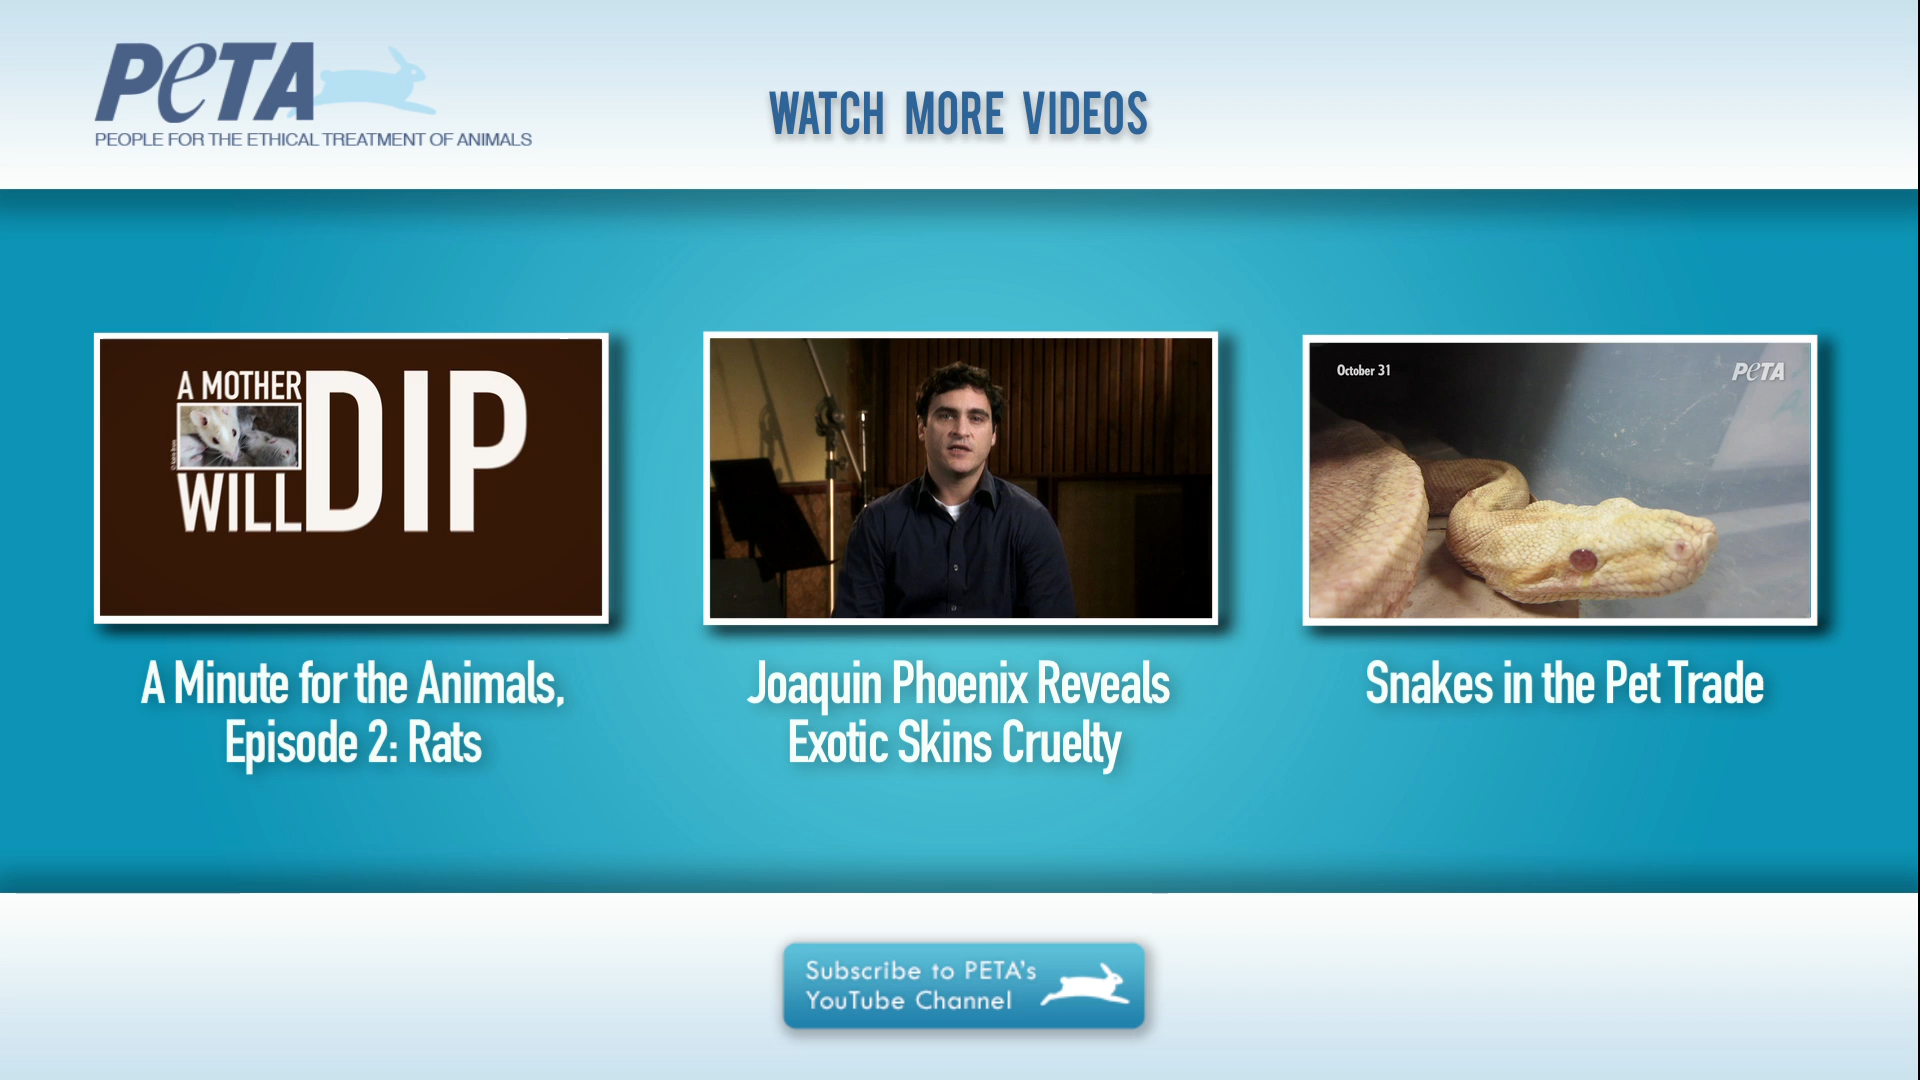 PeTA
PEOPLE FOR THE ETHICAL TREATMENT OF ANIMALS
WATCH MORE VIDEOS
A MOTHER
WILL
DIP
October 31
PeTA
A Minute for the Animals,
Episode 2: Rats
Joaquin Phoenix Reveals
Exotic Skins Cruelty
Snakes in the Pet Trade
Subscribe to PETA's
YouTube Channel